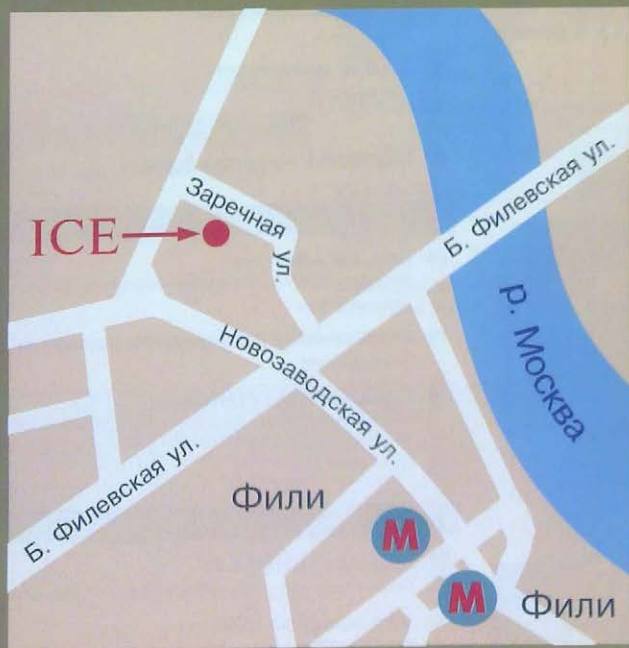 Заречная ул.
ICE
Б. Филевская ул.
р. Москва
Новозаводская ул.
Б. Филевская ул.
Фили
М
М
Фили